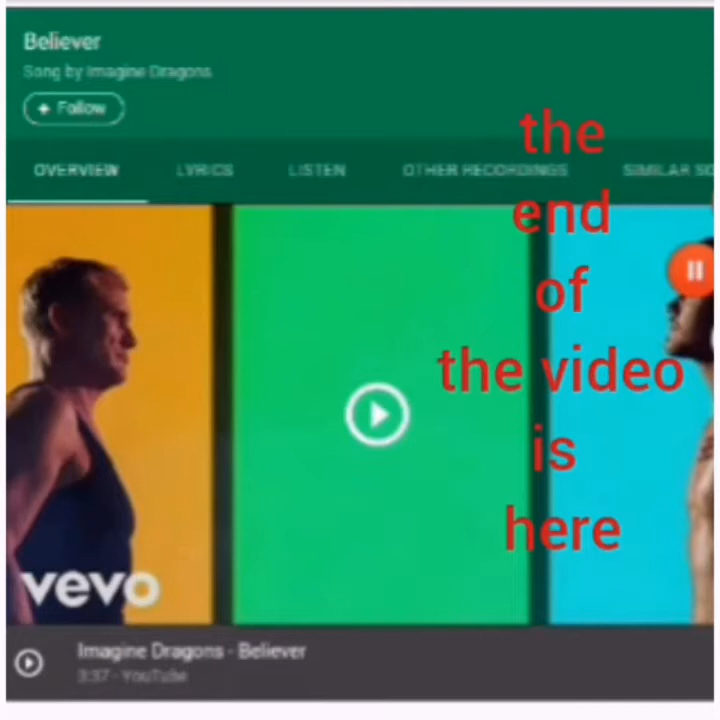 Believer
Song by Imagine Dragons
+ Follow
OVERVIEW LYRICS LISTEN OTHER RECORDINGS SIMILAR
the
end
of
the video
is
here
vevo
Imagine Dragons - Believer
3:37 - YouTube